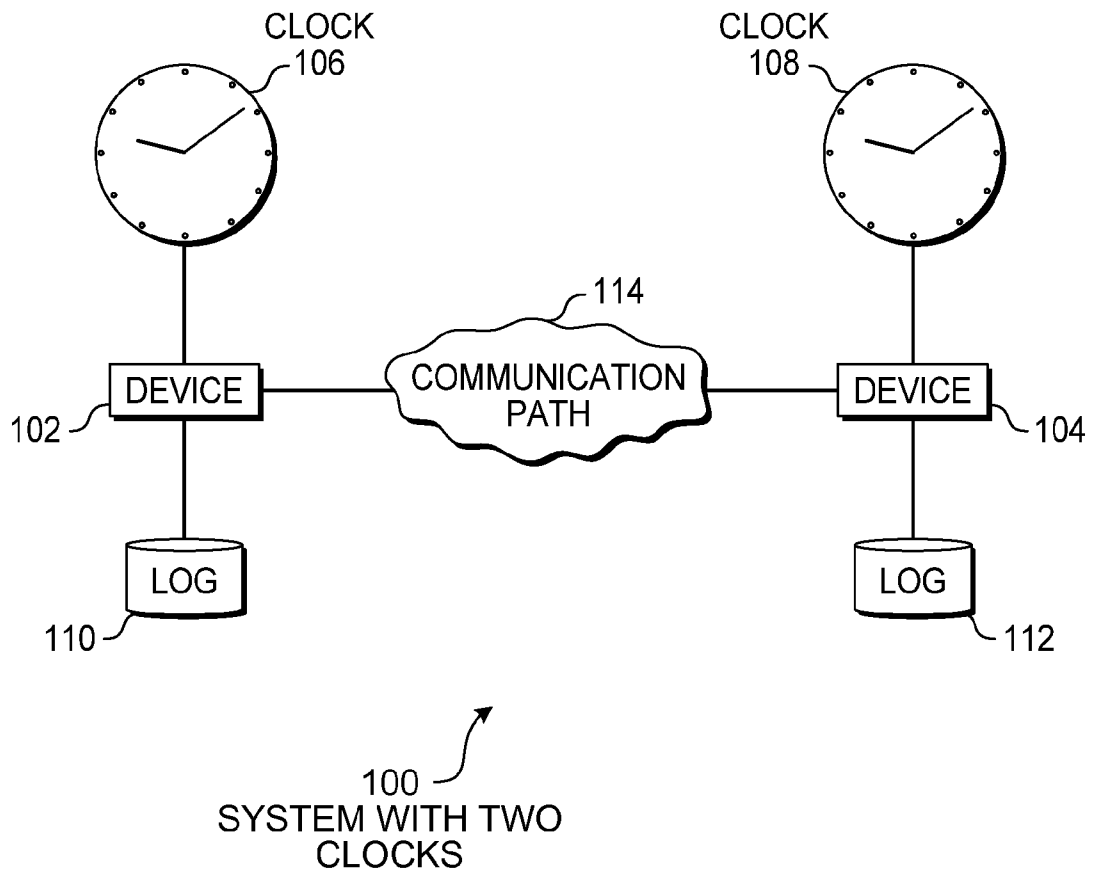 CLOCK
106
CLOCK
108
114
COMMUNICATION
PATH
DEVICE
102
DEVICE
104
LOG
110
LOG
112
100
SYSTEM WITH TWO
CLOCKS